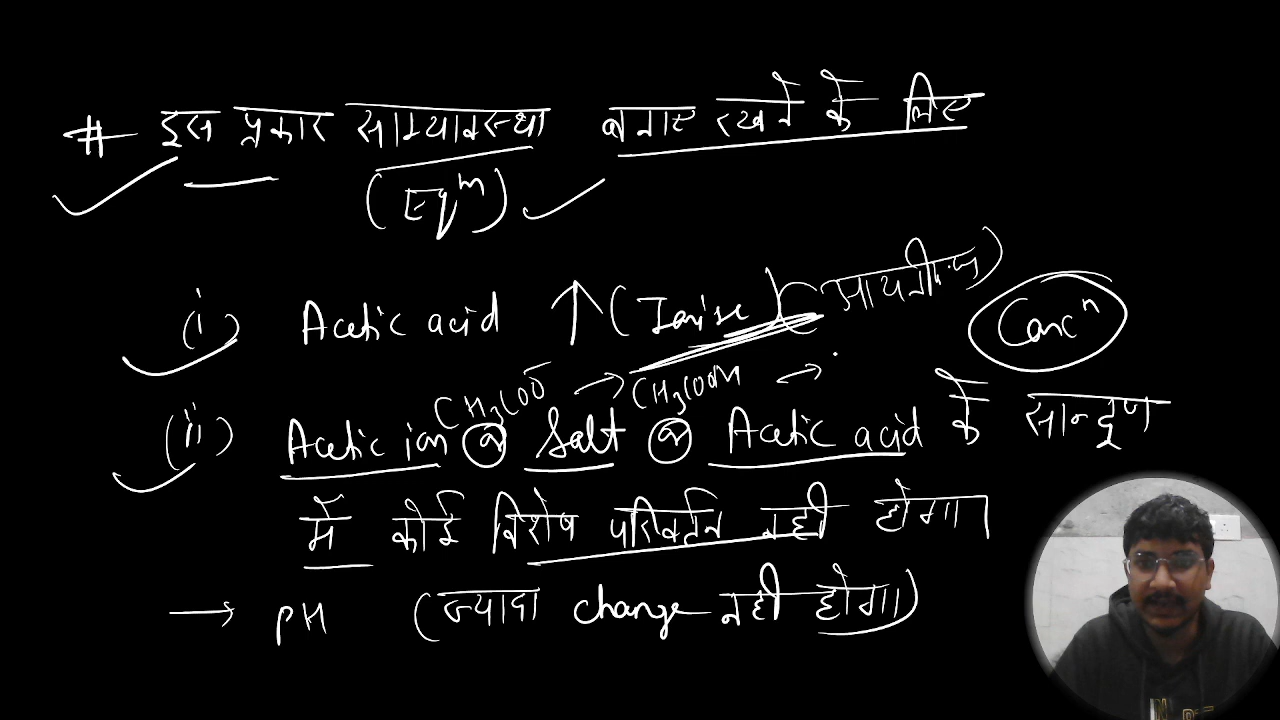 # इस प्रकार साम्यावस्था बनाए रखने के लिए
(Eqm)
(i) Acetic acid ↑ (Ionise) (आयनीकृत)
Concn
CH3COO- → CH3COOH →
(ii) Acetic ion @ Salt @ Acetic acid के सान्द्रण
में कोई विशेष परिवर्तन नही होगा।
→ PH (ज्यादा change नही होगा)